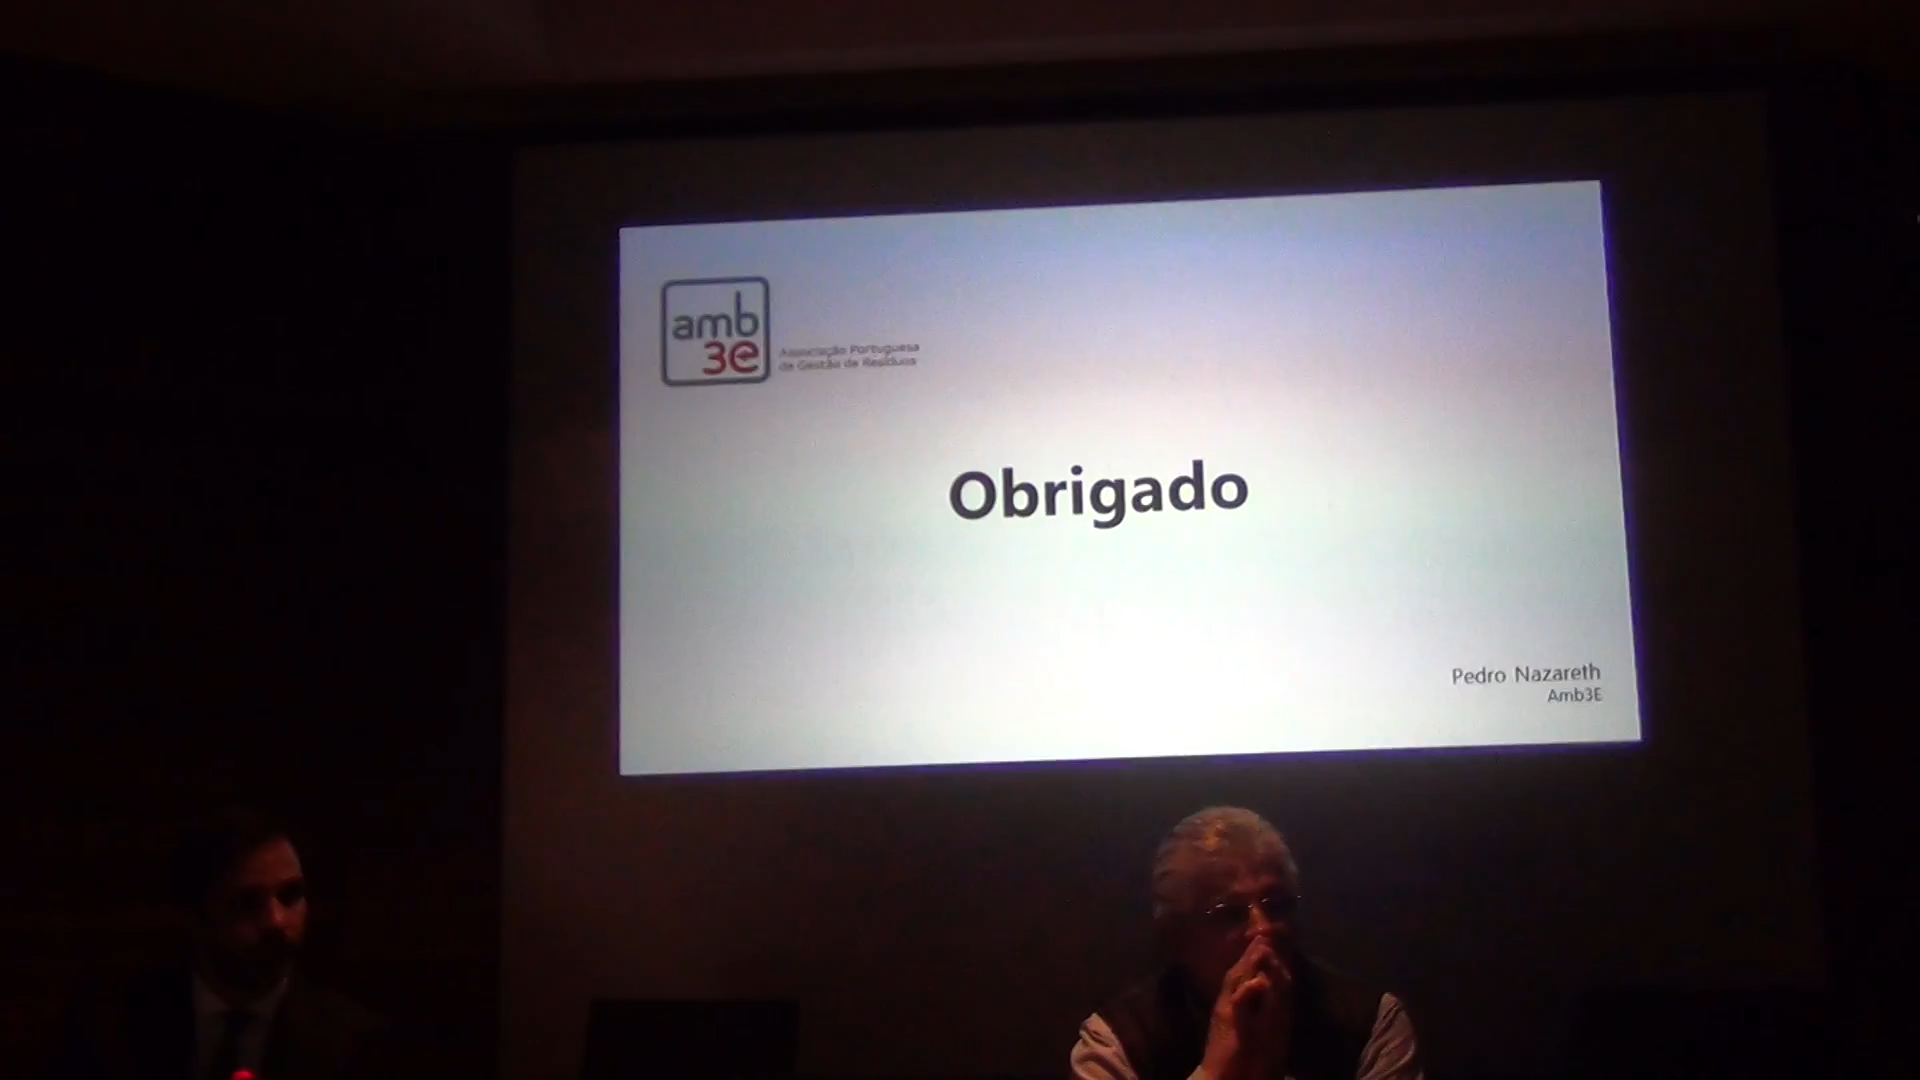 amb
3e
Associação Portuguesa
de Gestão de Resíduos
Obrigado
Pedro Nazareth
Amb3E